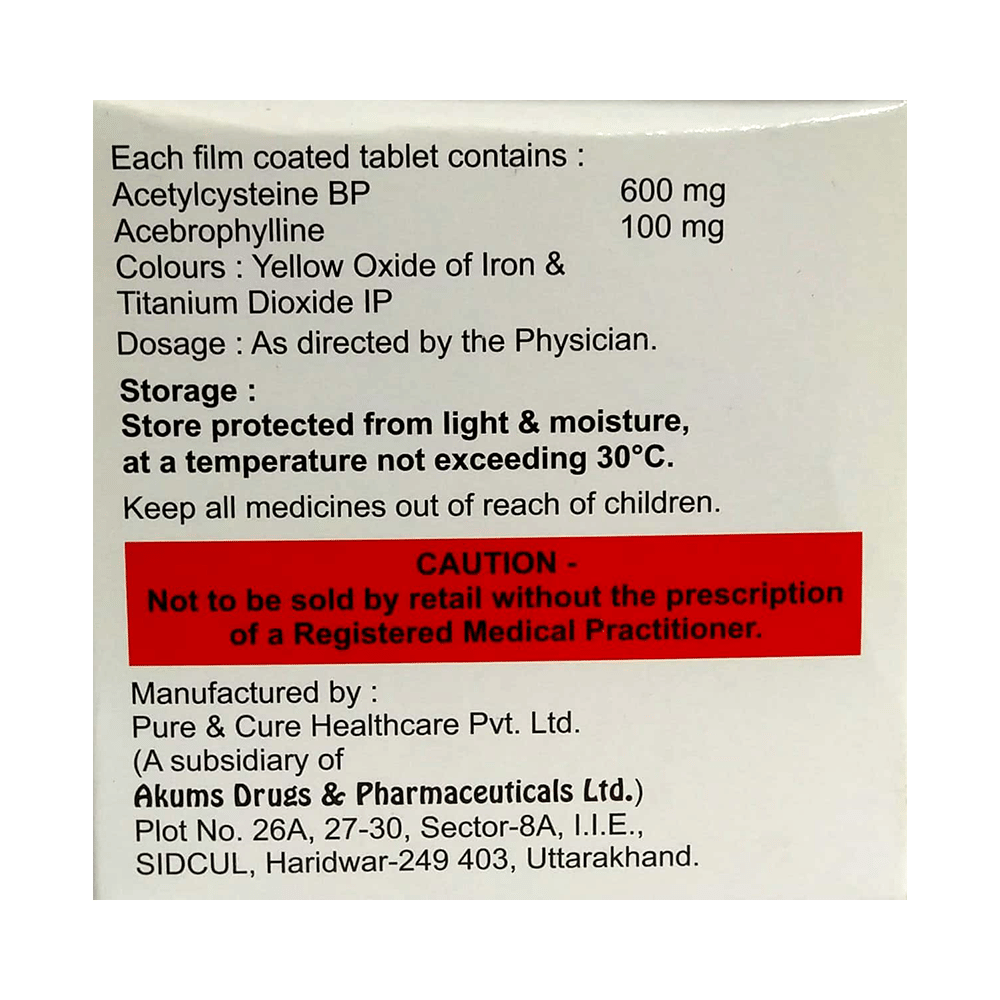 Each film coated tablet contains :
Acetylcysteine BP 600 mg
Acebrophylline 100 mg
Colours : Yellow Oxide of Iron &
Titanium Dioxide IP
Dosage : As directed by the Physician.
Storage :
Store protected from light & moisture,
at a temperature not exceeding 30°C.
Keep all medicines out of reach of children.
CAUTION -
Not to be sold by retail without the prescription
of a Registered Medical Practitioner.
Manufactured by :
Pure & Cure Healthcare Pvt. Ltd.
(A subsidiary of
Akums Drugs & Pharmaceuticals Ltd.)
Plot No. 26A, 27-30, Sector-8A, I.I.E.,
SIDCUL, Haridwar-249 403, Uttarakhand.